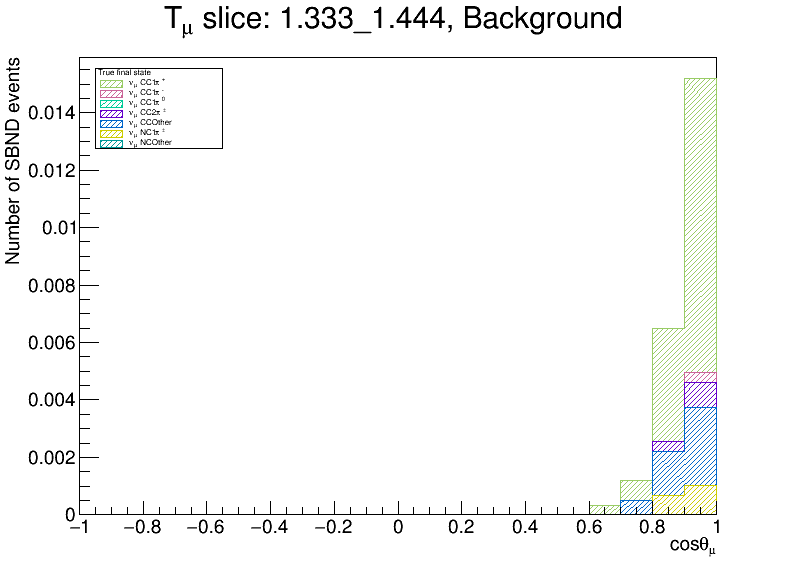 Tμ slice: 1.333_1.444, Background
Number of SBND events
True final state
νμ CC1π +
νμ CC1π -
νμ CC1π 0
νμ CC2π ±
νμ CCOther
νμ NC1π ±
νμ NCOther
0.014
0.012
0.01
0.008
0.006
0.004
0.002
0
−1 −0.8 −0.6 −0.4 −0.2 0 0.2 0.4 0.6 0.8 1
cosθμ